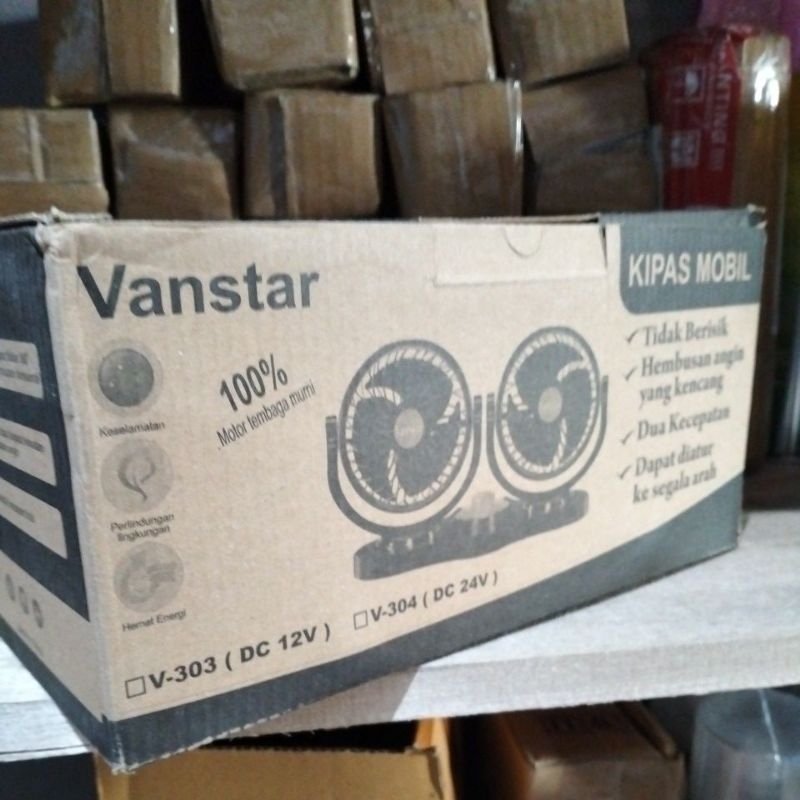 Vanstar
KIPAS MOBIL
Tidak Berisik
Hembusan angin
yang kencang
Dua Kecepatan
Dapat diatur
ke segala arah
100%
Motor tembaga murni
Keselamatan
Perlindungan
lingkungan
Hemat Energi
V-303 ( DC 12V )
V-304 ( DC 24V )